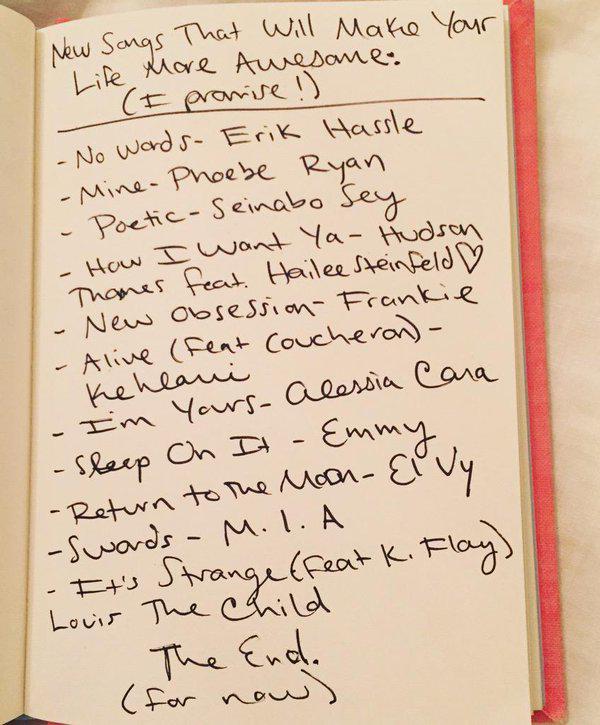 New Songs That Will Make Your
Life More Awesome:
(I promise!)
- No Words - Erik Hassle
- Mine - Phoebe Ryan
- Poetic - Seinabo Sey
- How I Want Ya - Hudson
Thames feat. Hailee Steinfeld ♡
- New Obsession - Frankie
- Alive (Feat Coucheron) -
Kehlani
- I'm Yours - Alessia Cara
- Sleep On It - Emmy
- Return to the Moon - El Vy
- Swords - M.I.A
- It's Strange (Feat K. Flay)
Louis The Child
The End.
(for now)